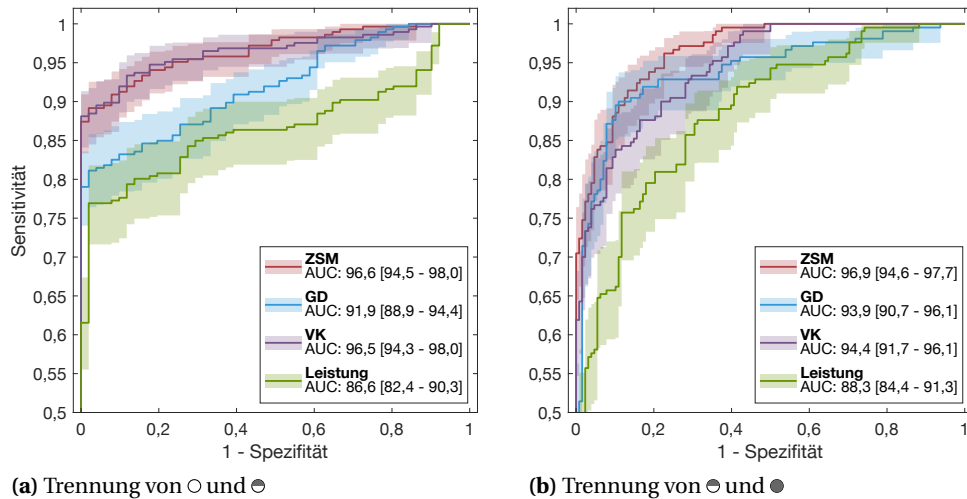 1
0,95
0,9
0,85
0,8
0,75
0,7
0,65
0,6
0,55
0,5
Sensitivität
0 0,2 0,4 0,6 0,8 1
1 - Spezifität
ZSM
AUC: 96,6 [94,5 - 98,0]
GD
AUC: 91,9 [88,9 - 94,4]
VK
AUC: 96,5 [94,3 - 98,0]
Leistung
AUC: 86,6 [82,4 - 90,3]
(a) Trennung von ○ und ◓
1
0,95
0,9
0,85
0,8
0,75
0,7
0,65
0,6
0,55
0,5
0 0,2 0,4 0,6 0,8 1
1 - Spezifität
ZSM
AUC: 96,9 [94,6 - 97,7]
GD
AUC: 93,9 [90,7 - 96,1]
VK
AUC: 94,4 [91,7 - 96,1]
Leistung
AUC: 88,3 [84,4 - 91,3]
(b) Trennung von ◓ und ●